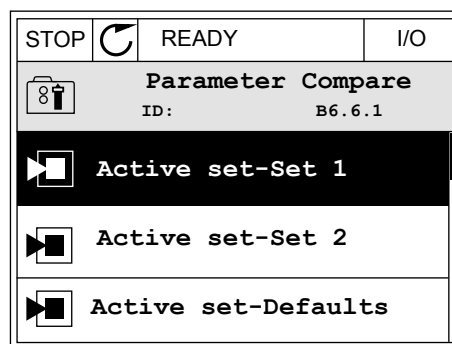 STOP READY I/O
Parameter Compare
ID: B6.6.1
Active set-Set 1
Active set-Set 2
Active set-Defaults